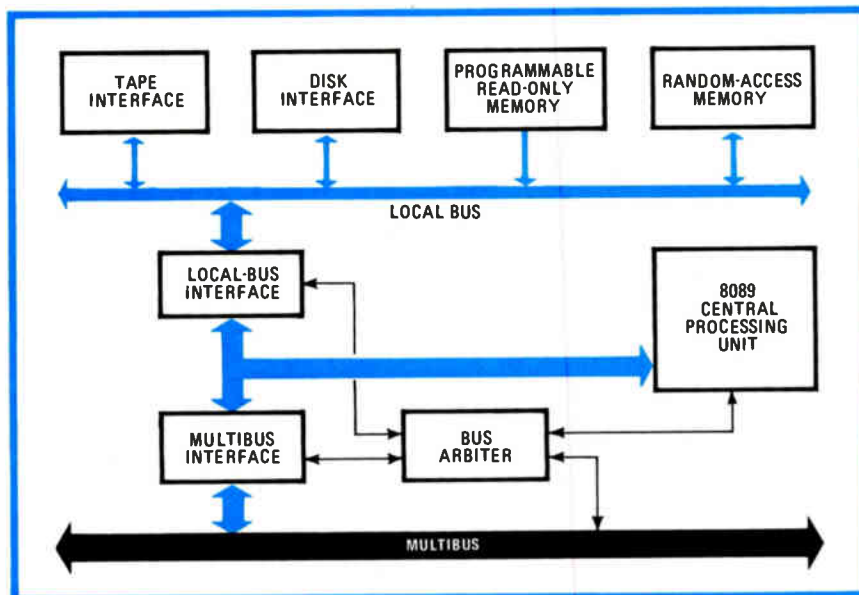 TAPE
INTERFACE
DISK
INTERFACE
PROGRAMMABLE
READ-ONLY
MEMORY
RANDOM-ACCESS
MEMORY
LOCAL BUS
LOCAL-BUS
INTERFACE
8089
CENTRAL
PROCESSING
UNIT
MULTIBUS
INTERFACE
BUS
ARBITER
MULTIBUS